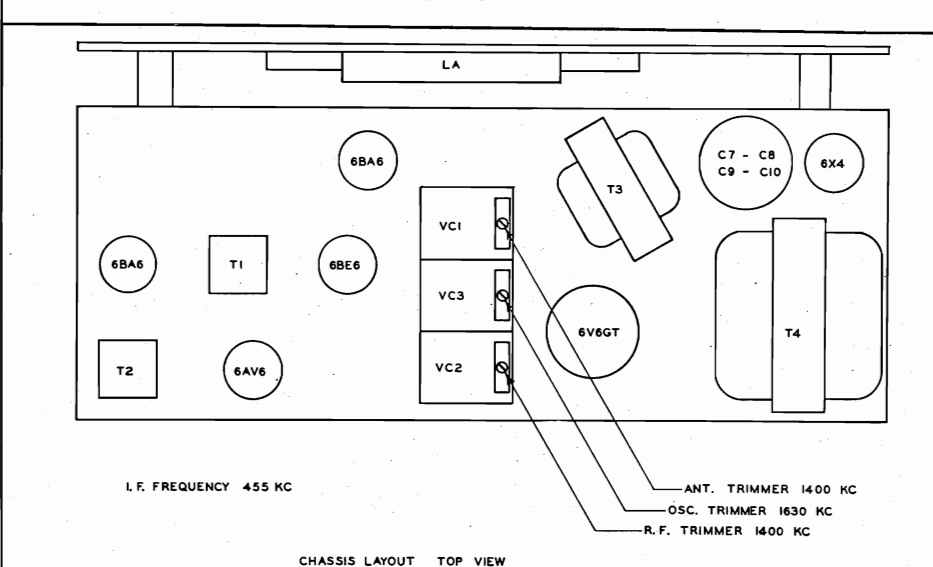 LA
6BA6
C7 - C8
C9 - C10
6X4
T3
VC1
6BA6
T1
6BE6
VC3
6V6GT
T4
T2
6AV6
VC2
I.F. FREQUENCY 455 KC
ANT. TRIMMER 1400 KC
OSC. TRIMMER 1630 KC
R.F. TRIMMER 1400 KC
CHASSIS LAYOUT TOP VIEW